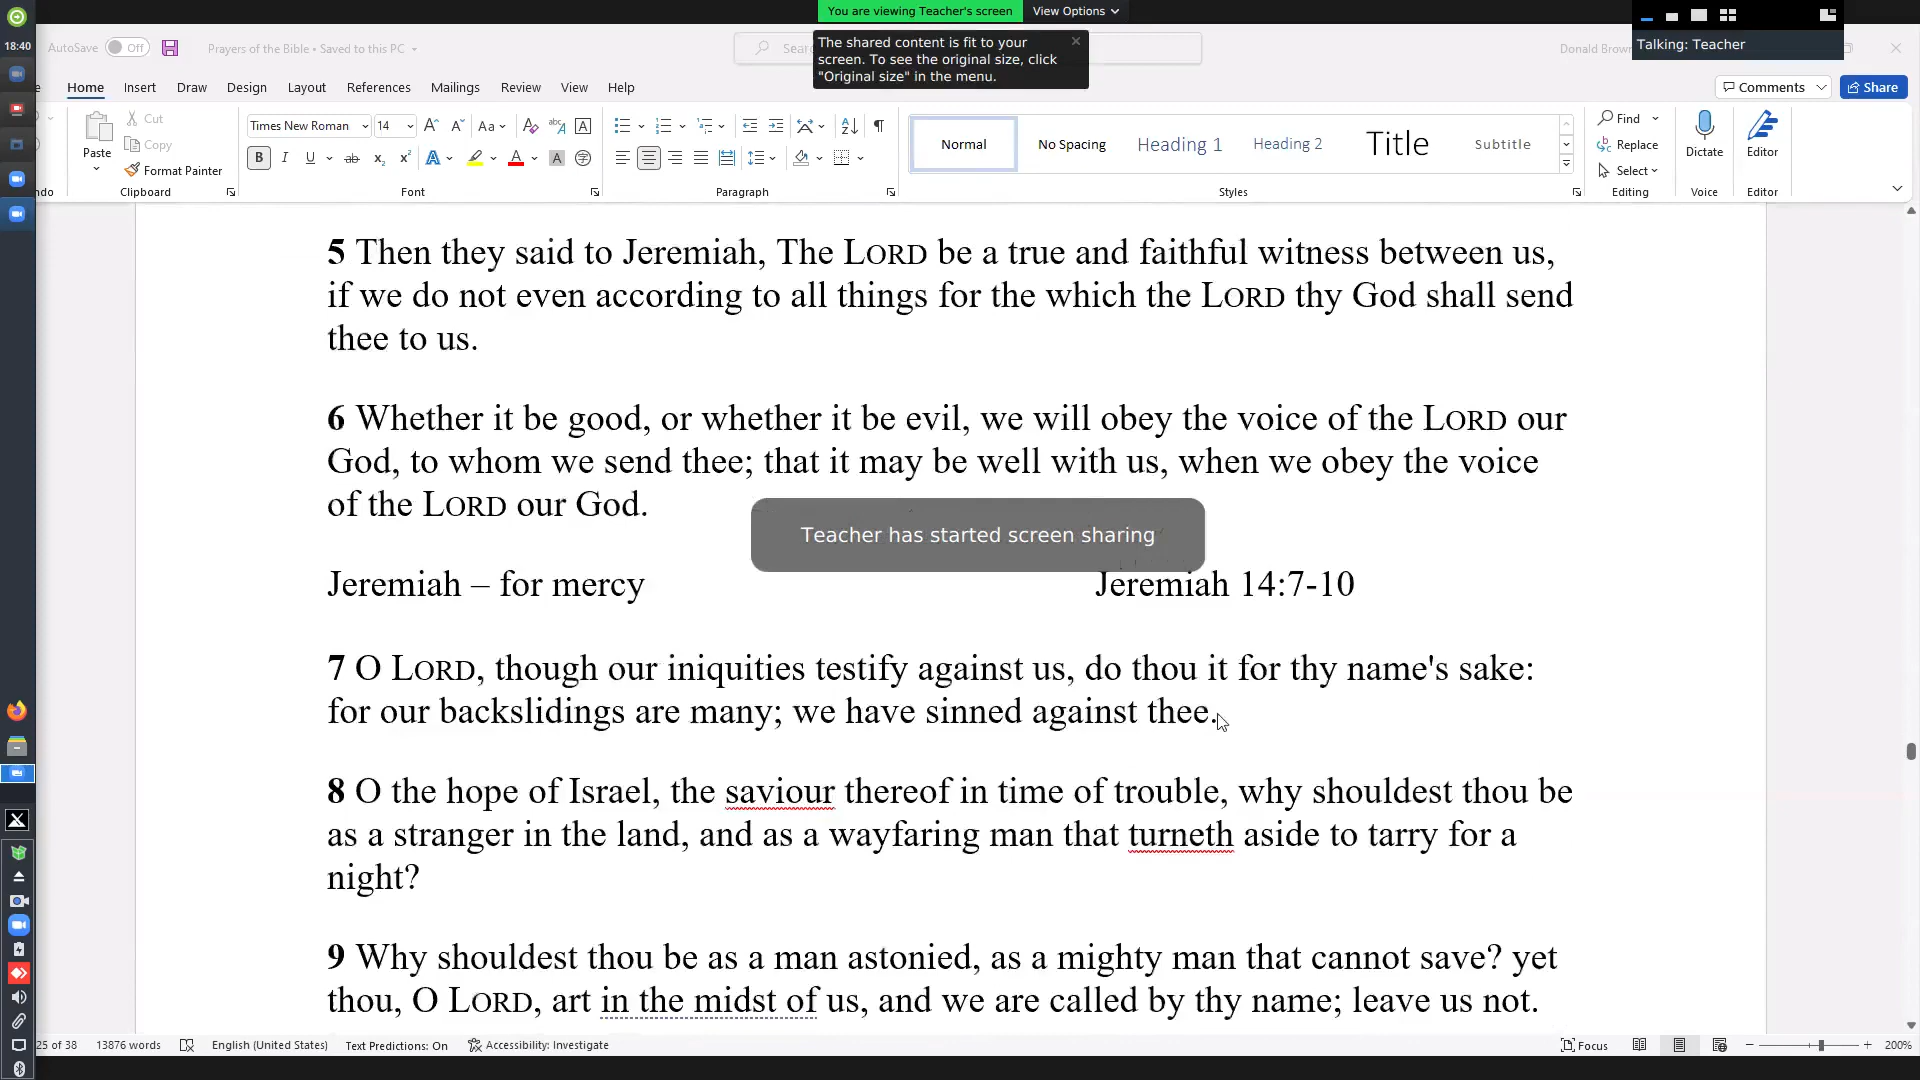 You are viewing Teacher's screen
View Options
18:40
AutoSave
Off
Prayers of the Bible • Saved to this PC
The shared content is fit to your
screen. To see the original size, click
"Original size" in the menu.
Talking: Teacher
Home Insert Draw Design Layout References Mailings Review View Help
Comments
Share
Paste
Cut
Copy
Format Painter
Clipboard
Times New Roman
14
Font
Paragraph
Normal
No Spacing
Heading 1
Heading 2
Title
Subtitle
Styles
Find
Replace
Select
Editing
Dictate
Voice
Editor
Editor
5 Then they said to Jeremiah, The LORD be a true and faithful witness between us,
if we do not even according to all things for the which the LORD thy God shall send
thee to us.
6 Whether it be good, or whether it be evil, we will obey the voice of the LORD our
God, to whom we send thee; that it may be well with us, when we obey the voice
of the LORD our God.
Teacher has started screen sharing
Jeremiah – for mercy Jeremiah 14:7-10
7 O LORD, though our iniquities testify against us, do thou it for thy name's sake:
for our backslidings are many; we have sinned against thee.
8 O the hope of Israel, the saviour thereof in time of trouble, why shouldest thou be
as a stranger in the land, and as a wayfaring man that turneth aside to tarry for a
night?
9 Why shouldest thou be as a man astonied, as a mighty man that cannot save? yet
thou, O LORD, art in the midst of us, and we are called by thy name; leave us not.
25 of 38 13876 words English (United States) Text Predictions: On Accessibility: Investigate Focus 200%